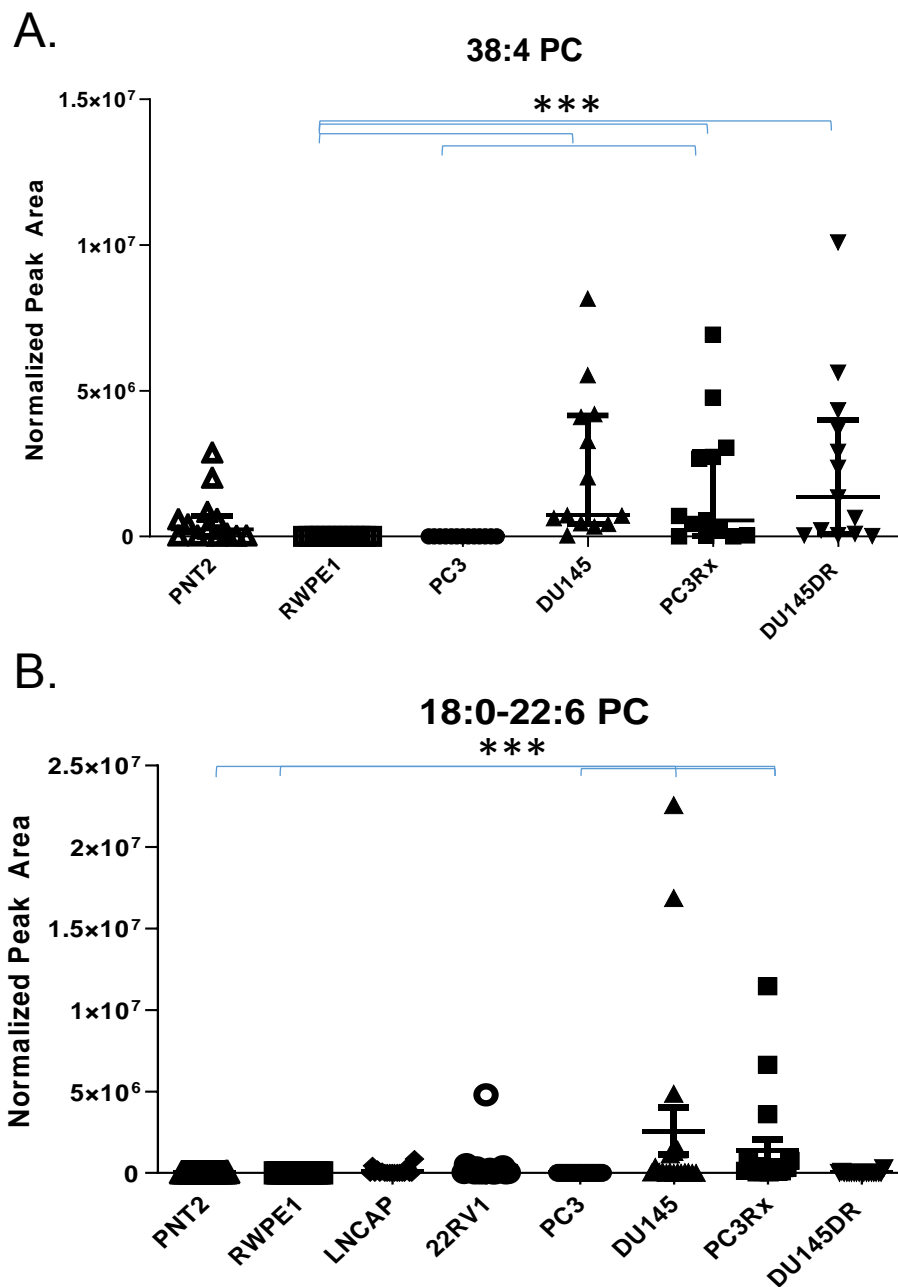 A.
38:4 PC
***
Normalized Peak Area
1.5×10⁷
1×10⁷
5×10⁶
0
PNT2
RWPE1
PC3
DU145
PC3Rx
DU145DR
B.
18:0-22:6 PC
***
Normalized Peak Area
2.5×10⁷
2×10⁷
1.5×10⁷
1×10⁷
5×10⁶
0
PNT2
RWPE1
LNCAP
22RV1
PC3
DU145
PC3Rx
DU145DR